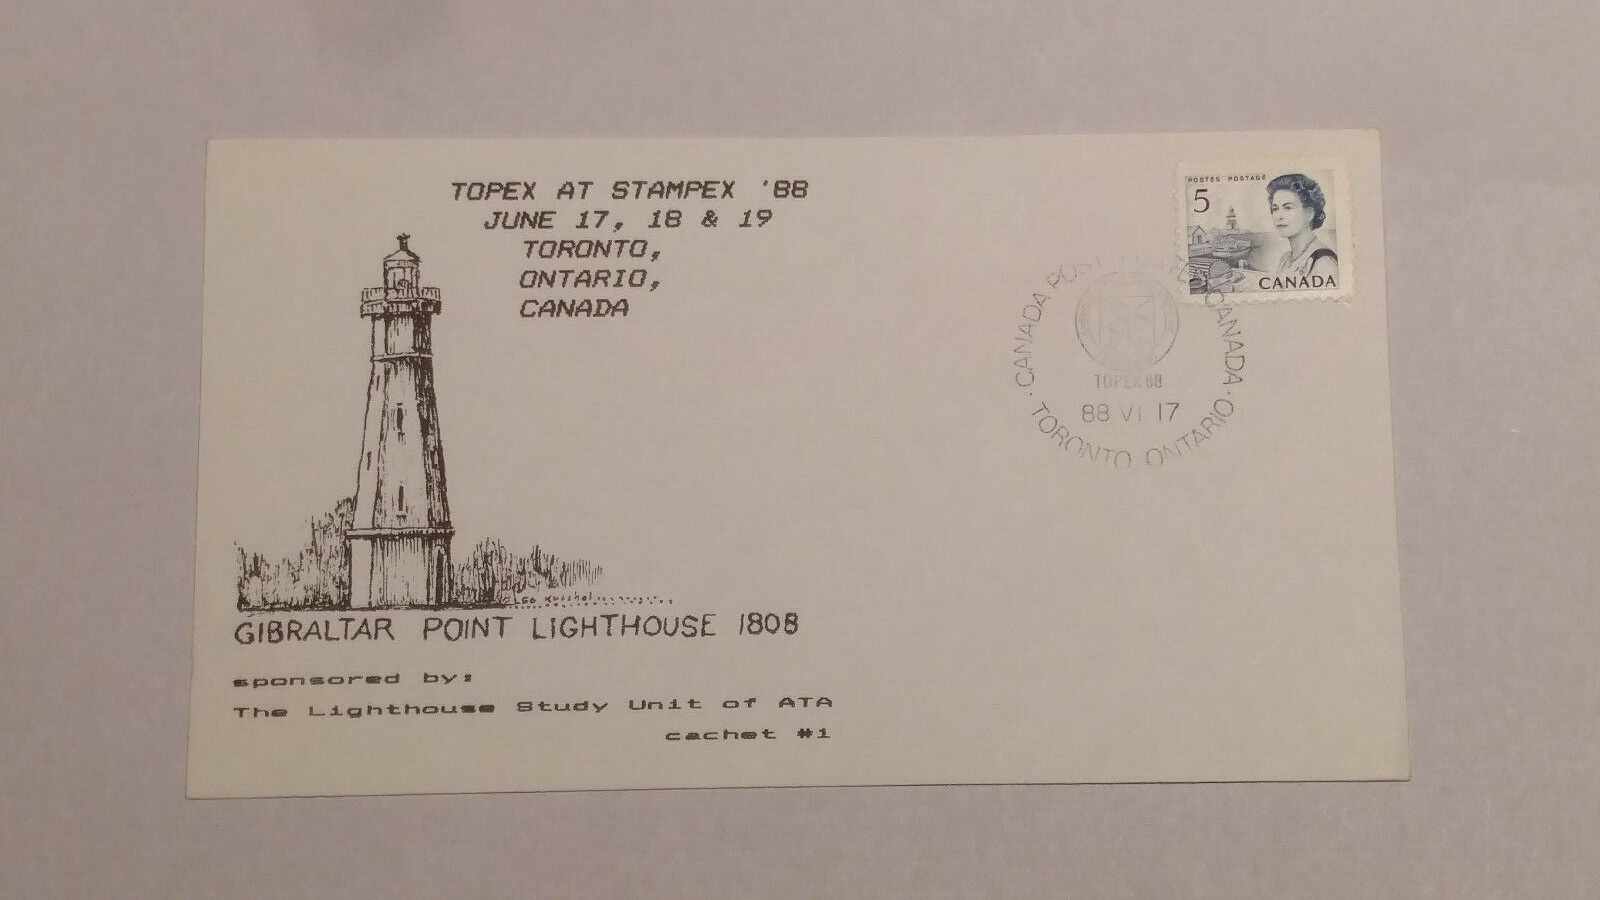 TOPEX AT STAMPEX '88
JUNE 17, 18 & 19
TORONTO,
ONTARIO,
CANADA
POSTES POSTAGE
5
CANADA
CANADA POST CANADA
TOPEX 88
88 VI 17
TORONTO ONTARIO
GIBRALTAR POINT LIGHTHOUSE 1808
sponsored by:
The Lighthouse Study Unit of ATA
cachet #1